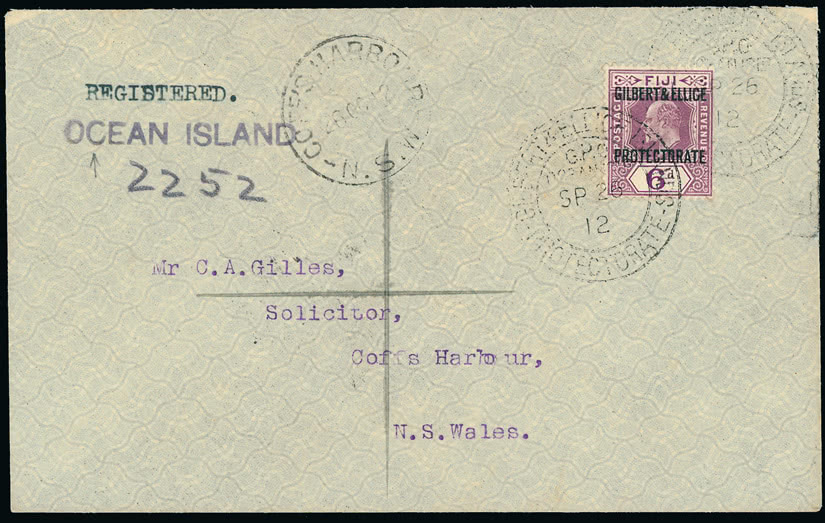 REGISTERED.
OCEAN ISLAND
2252
COFFS HARBOUR
N.S.W
FIJI
GILBERT & ELLICE
POSTAGE
REVENUE
PROTECTORATE
6
G.P.O
SP 26
12
PROTECTORATE
SP 26
12
Mr C.A.Gilles,
Solicitor,
Coffs Harbour,
N.S.Wales.